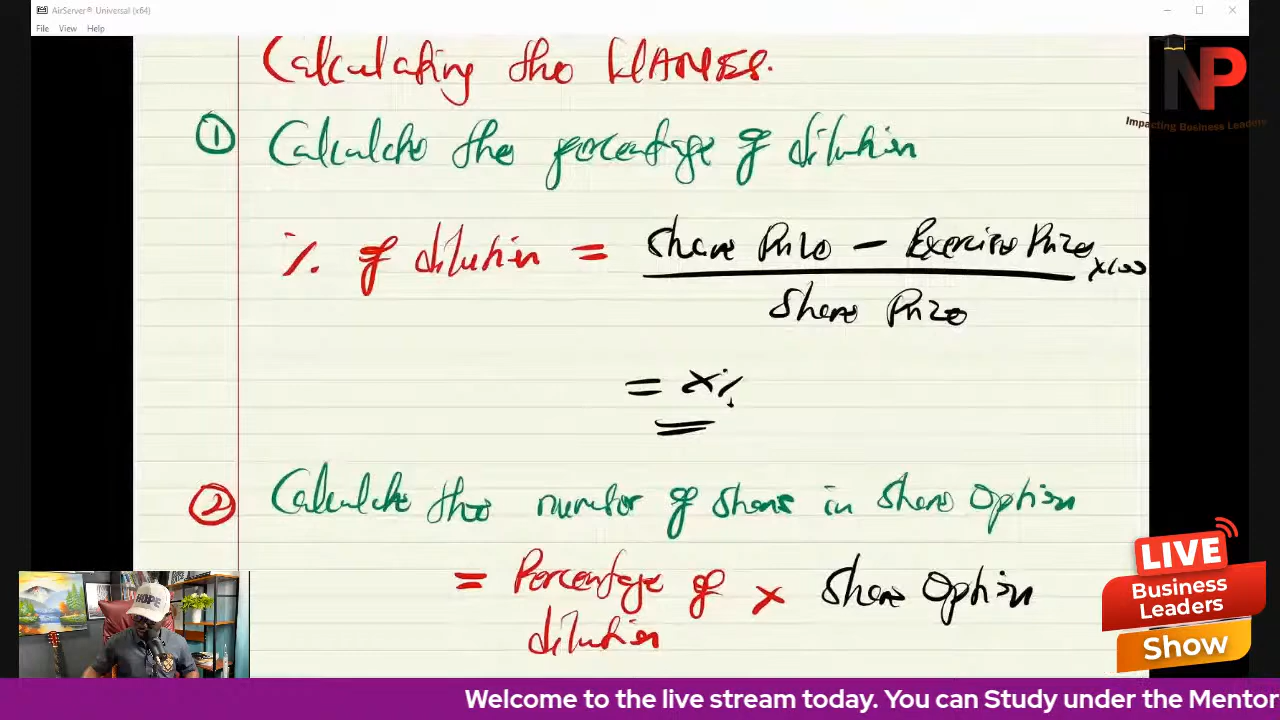 AirServer® Universal (x64)
File View Help
NP
Impacting Business Leaders
Calculating the
① Calculate the percentage of dilution
% of dilution = Share Price – Exercise Price x100
Share Price
= x%
② Calculate the number of shares in Share Option
= Percentage of dilution x Share Option
HOPE
LIVE
Business
Leaders
Show
Welcome to the live stream today. You can Study under the Mentor